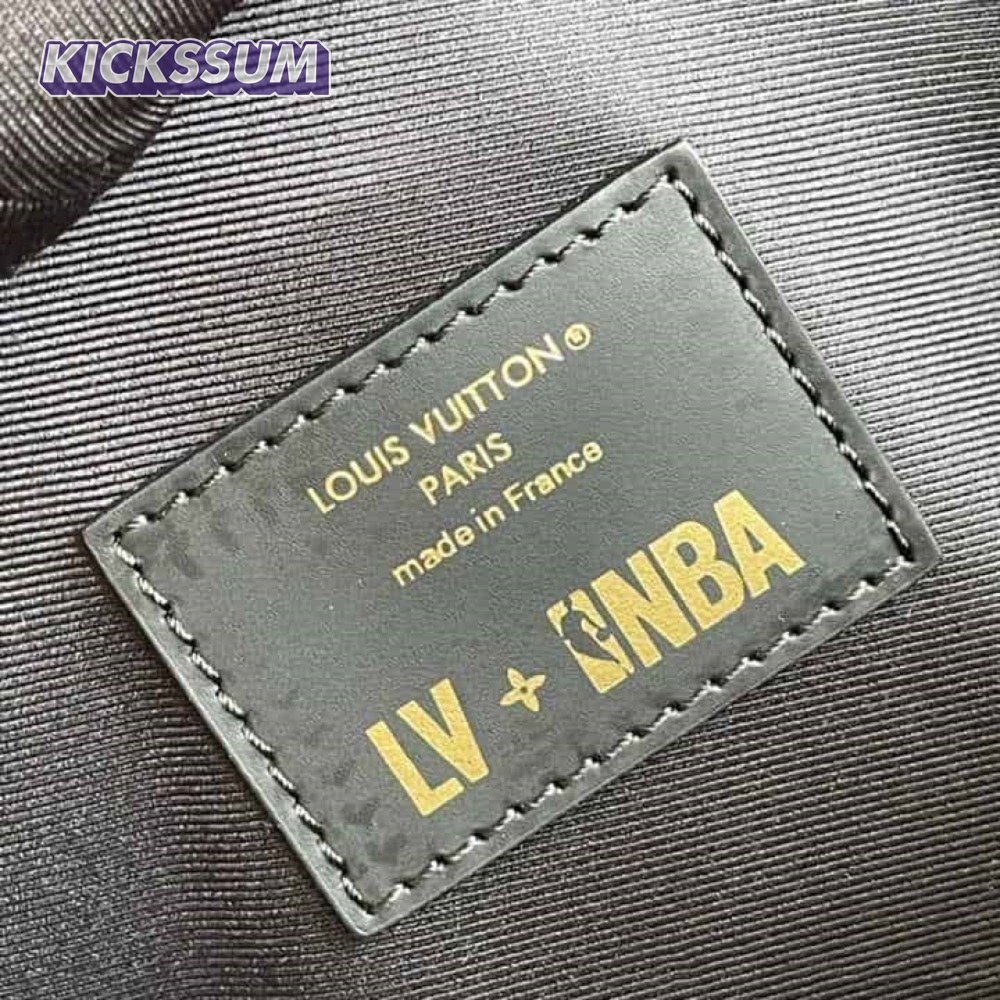 KICKSSUM
LOUIS VUITTON®
PARIS
made in France
LV + NBA